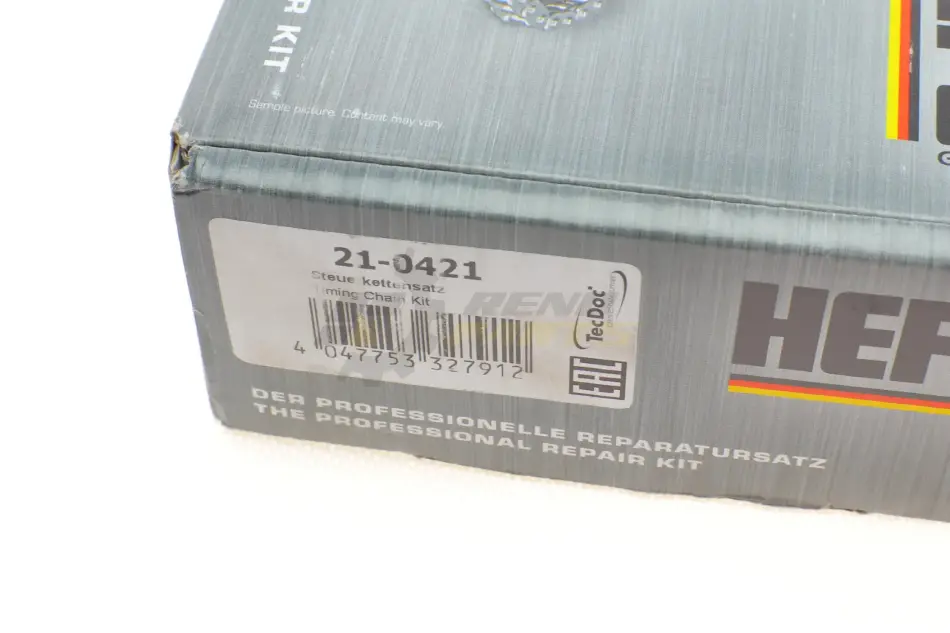 R KIT
Sample picture. Content may vary.
21-0421
Steuerkettensatz
Timing Chain Kit
4 047753 327912
TecDoc
EAC
HEP
DER PROFESSIONELLE REPARATURSATZ
THE PROFESSIONAL REPAIR KIT